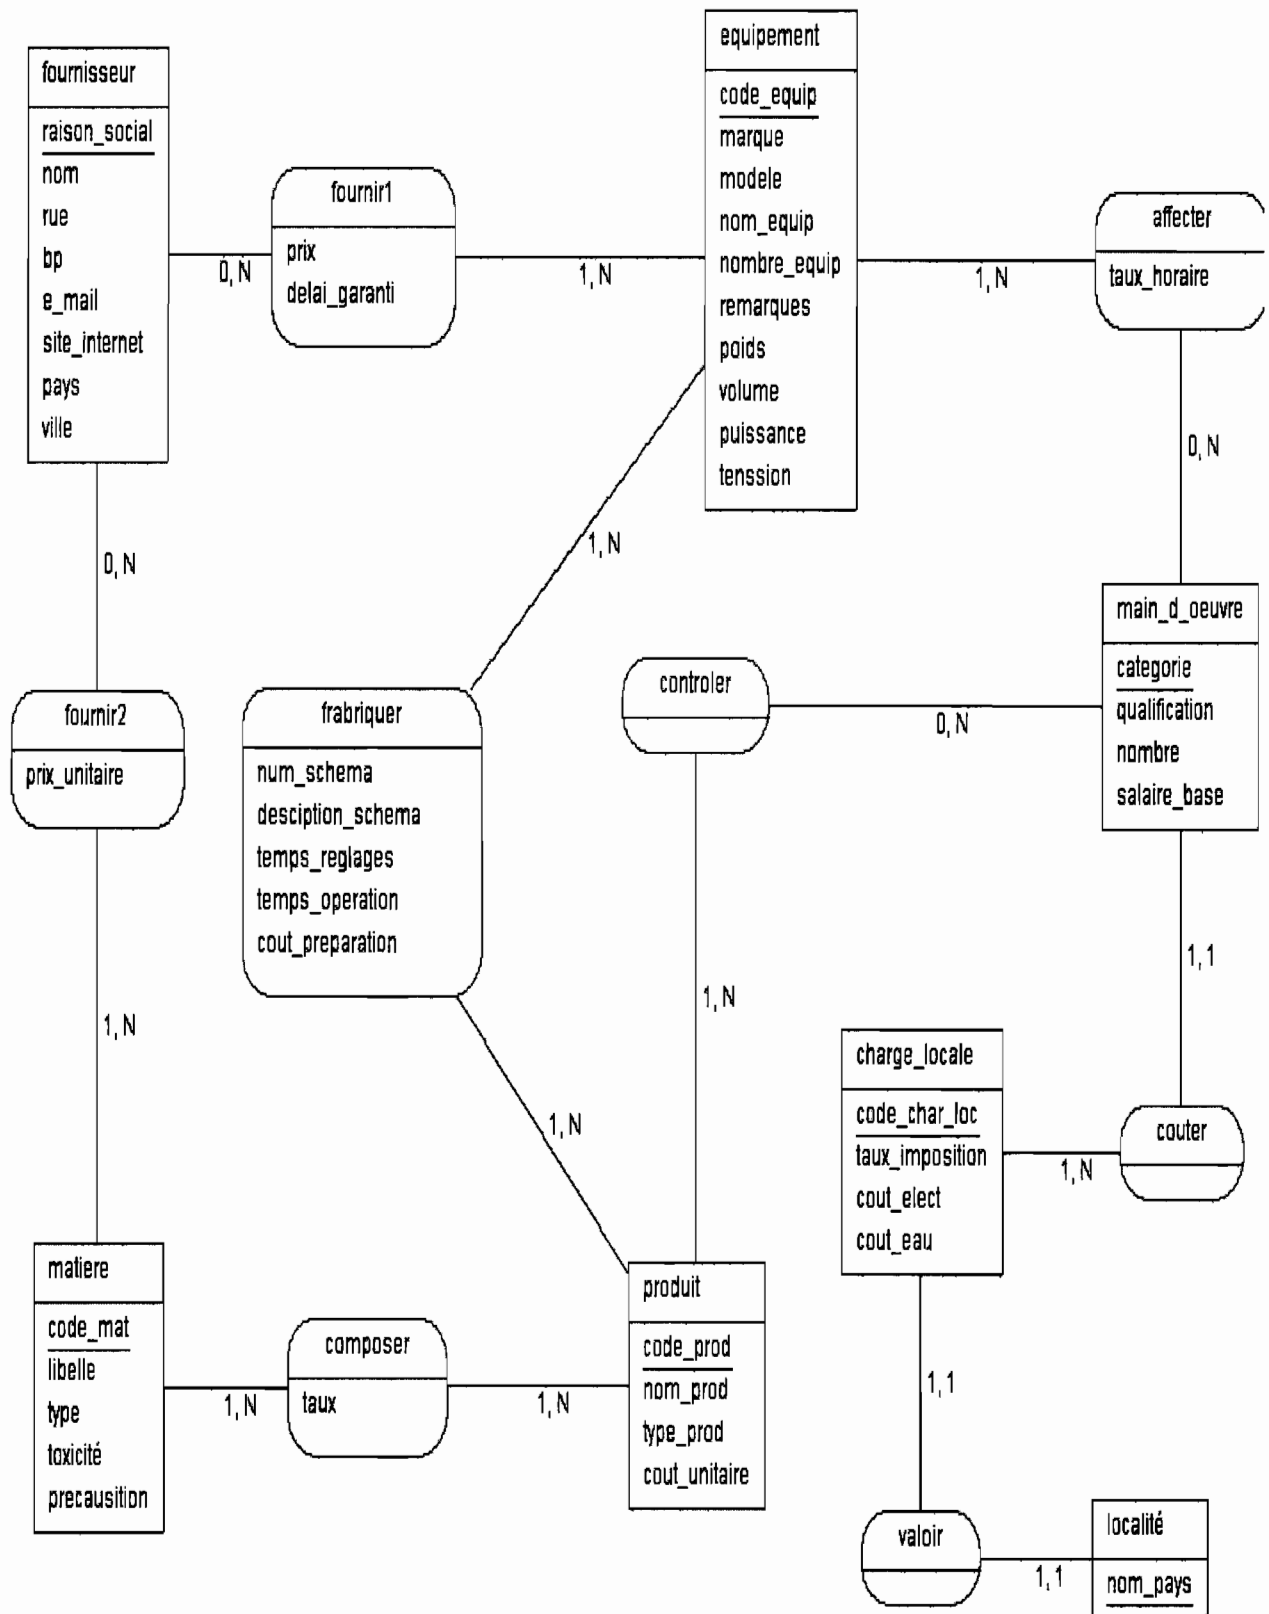 fournisseur
raison_social
nom
rue
bp
e_mail
site_internet
pays
ville
0, N
fournir1
prix
delai_garanti
1, N
equipement
code_equip
marque
modele
nom_equip
nombre_equip
remarques
poids
volume
puissance
tenssion
1, N
affecter
taux_horaire
0, N
0, N
1, N
main_d_oeuvre
categorie
qualification
nombre
salaire_base
fournir2
prix_unitaire
frabriquer
num_schema
desciption_schema
temps_reglages
temps_operation
cout_preparation
controler
0, N
1, N
1, N
1, 1
1, N
charge_locale
code_char_loc
taux_imposition
cout_elect
cout_eau
1, N
couter
matiere
code_mat
libelle
type
toxicité
precausition
1, N
composer
taux
1, N
produit
code_prod
nom_prod
type_prod
cout_unitaire
1, 1
valoir
1, 1
localité
nom_pays